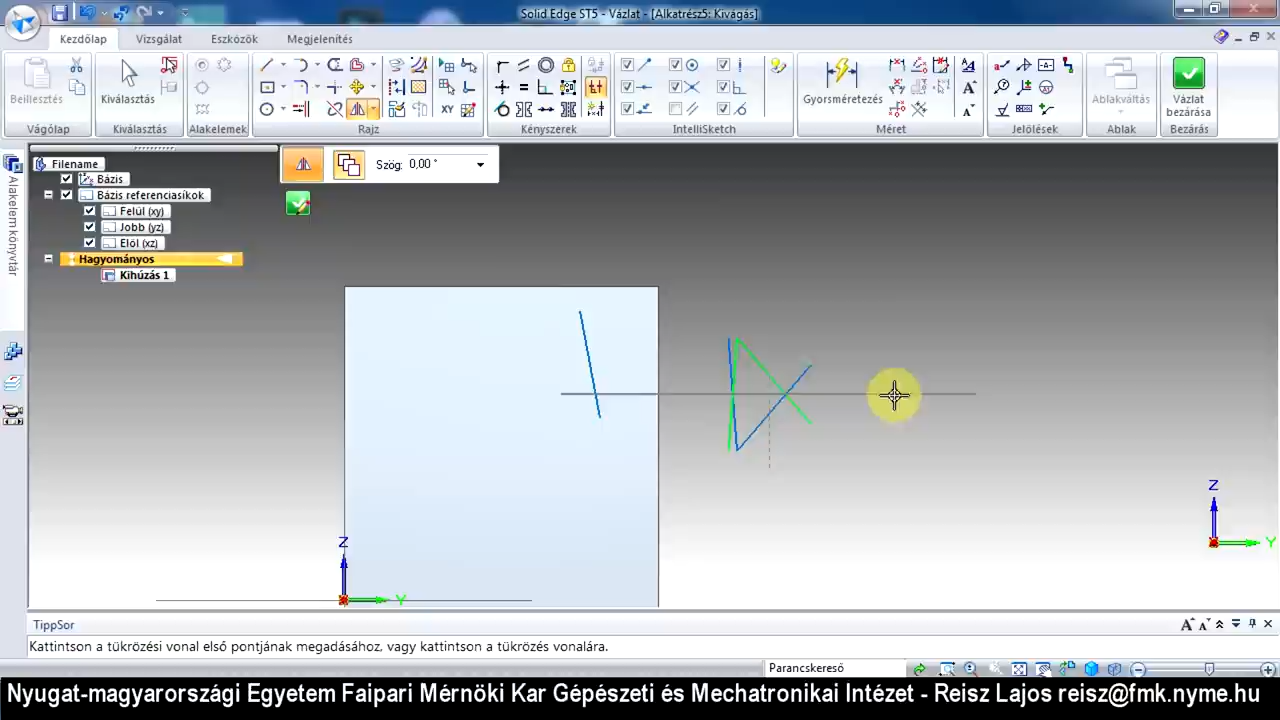 Solid Edge ST5 - Vázlat - [Alkatrész5: Kivágás]
Kezdőlap Vizsgálat Eszközök Megjelenítés
Beillesztés
Kiválasztás
Gyorsméretezés
Ablakváltás
Vázlat bezárása
Vágólap Kiválasztás Alakelemek Rajz Kényszerek IntelliSketch Méret Jelölések Ablak Bezárás
Szög: 0,00 °
Alakelem könyvtár
Filename
Bázis
Bázis referenciasíkok
Felül (xy)
Jobb (yz)
Elöl (xz)
Hagyományos
Kihúzás 1
Z
Y
Z
Y
TippSor
Kattintson a tükrözési vonal első pontjának megadásához, vagy kattintson a tükrözés vonalára.
Parancskereső
Nyugat-magyarországi Egyetem Faipari Mérnöki Kar Gépészeti és Mechatronikai Intézet - Reisz Lajos reisz@fmk.nyme.hu